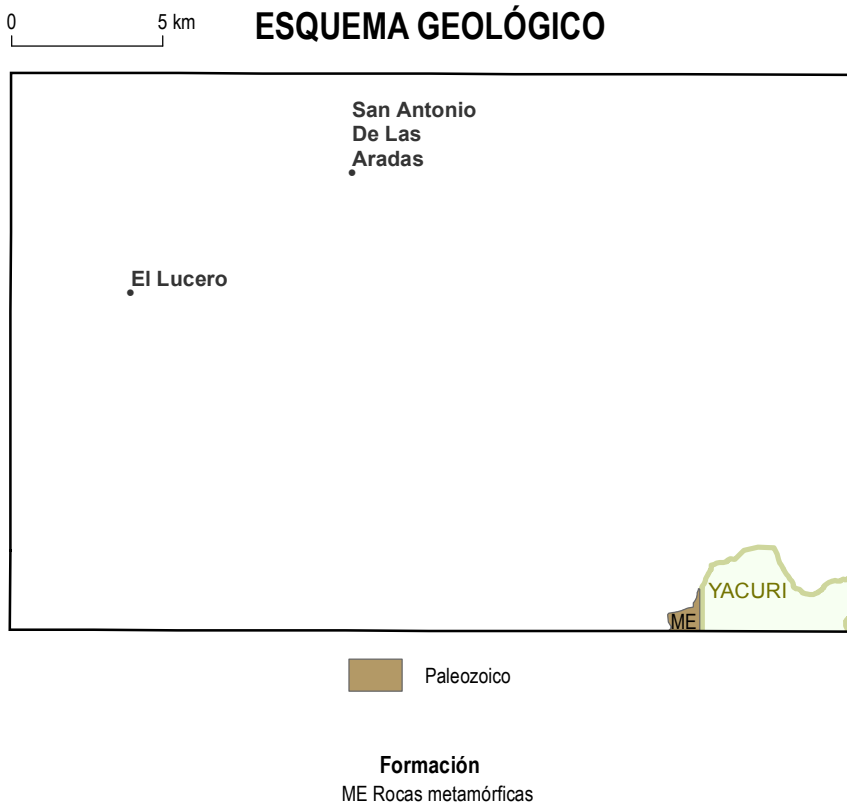 0 5 km
ESQUEMA GEOLÓGICO
San Antonio
De Las
Aradas
El Lucero
YACURI
ME
Paleozoico
Formación
ME Rocas metamórficas